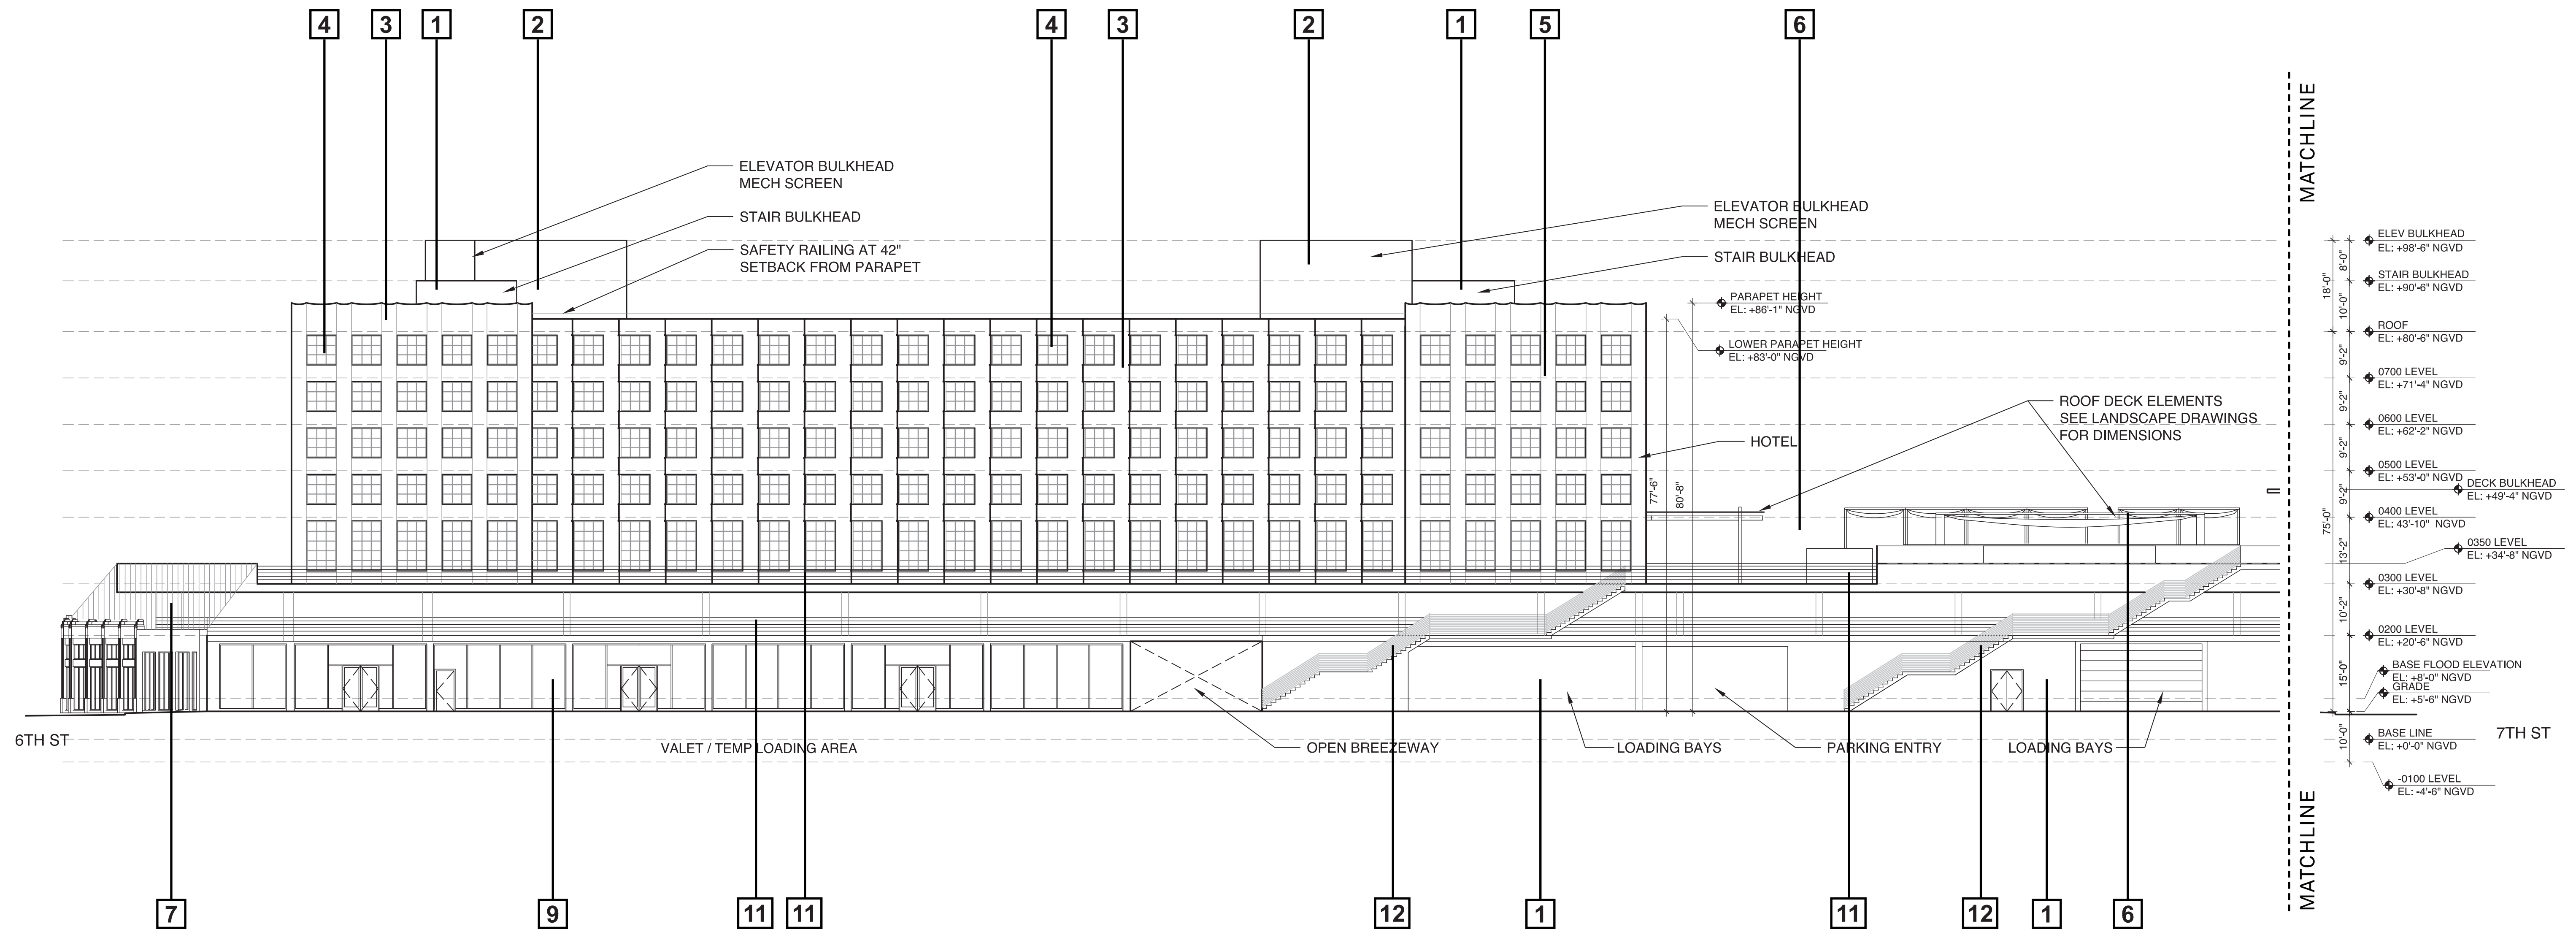 4
3
1
2
4
3
2
1
5
6
MATCHLINE
ELEVATOR BULKHEAD
MECH SCREEN
STAIR BULKHEAD
SAFETY RAILING AT 42"
SETBACK FROM PARAPET
ELEVATOR BULKHEAD
MECH SCREEN
STAIR BULKHEAD
PARAPET HEIGHT
EL: +86'-1" NGVD
LOWER PARAPET HEIGHT
EL: +83'-0" NGVD
ROOF DECK ELEMENTS
SEE LANDSCAPE DRAWINGS
FOR DIMENSIONS
HOTEL
77'-6"
80'-8"
ELEV BULKHEAD
EL: +98'-6" NGVD
STAIR BULKHEAD
EL: +90'-6" NGVD
ROOF
EL: +80'-6" NGVD
0700 LEVEL
EL: +71'-4" NGVD
0600 LEVEL
EL: +62'-2" NGVD
0500 LEVEL
EL: +53'-0" NGVD
DECK BULKHEAD
EL: +49'-4" NGVD
0400 LEVEL
EL: 43'-10" NGVD
0350 LEVEL
EL: +34'-8" NGVD
0300 LEVEL
EL: +30'-8" NGVD
0200 LEVEL
EL: +20'-6" NGVD
BASE FLOOD ELEVATION
EL: +8'-0" NGVD
GRADE
EL: +5'-6" NGVD
BASE LINE
EL: +0'-0" NGVD
-0100 LEVEL
EL: -4'-6" NGVD
18'-0"
75'-0"
8'-0"
10'-0"
9'-2"
9'-2"
9'-2"
9'-2"
13'-2"
10'-2"
15'-0"
10'-0"
6TH ST
VALET / TEMP LOADING AREA
OPEN BREEZEWAY
LOADING BAYS
PARKING ENTRY
LOADING BAYS
7TH ST
MATCHLINE
7
9
11
11
12
1
11
12
1
6